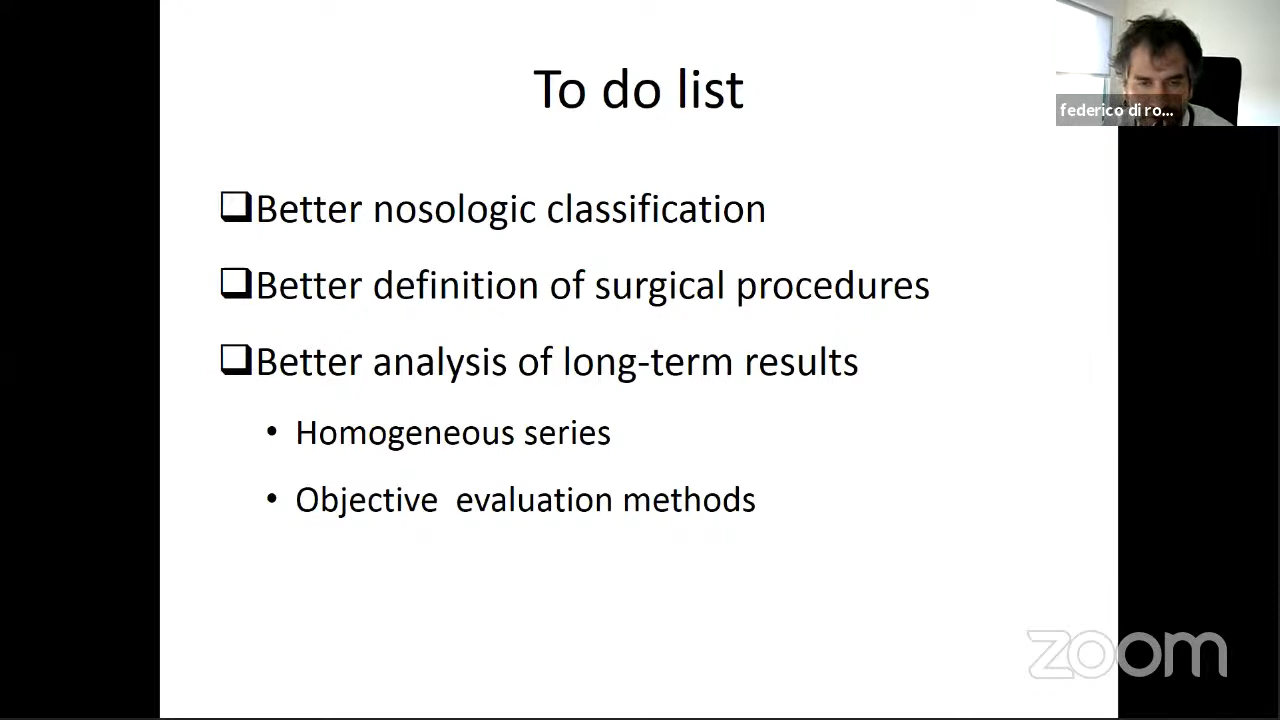 To do list
federico di ro...
Better nosologic classification
Better definition of surgical procedures
Better analysis of long-term results
• Homogeneous series
• Objective  evaluation methods
zoom